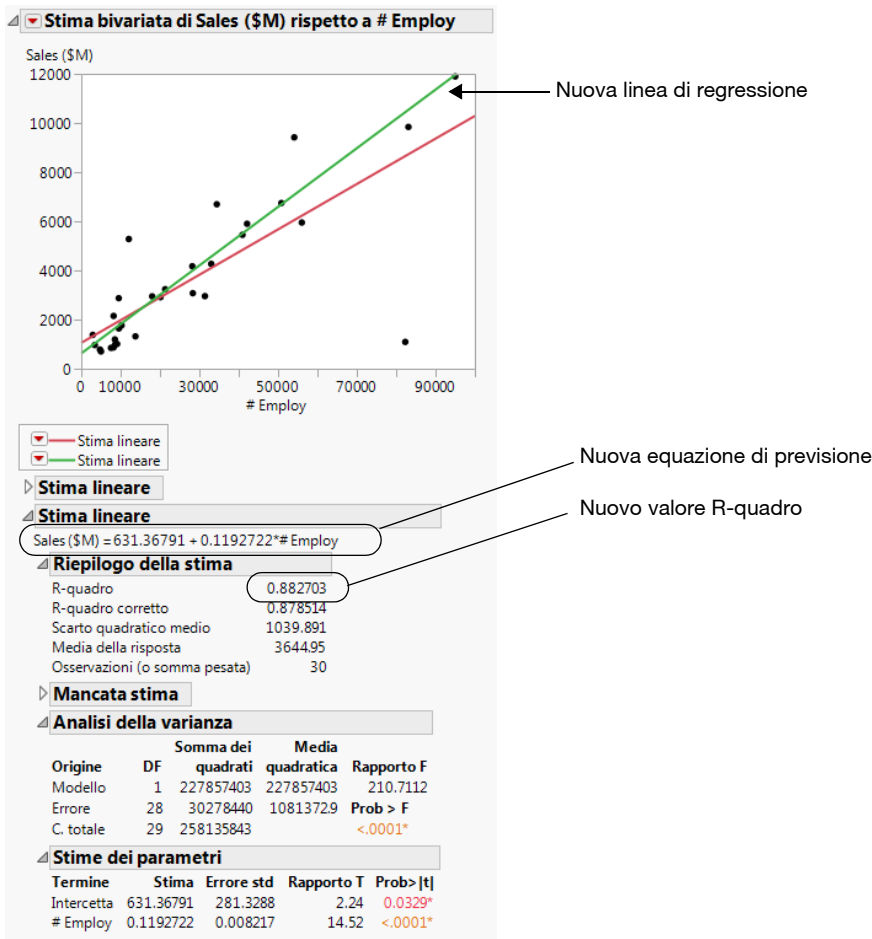 Stima bivariata di Sales ($M) rispetto a # Employ
Sales ($M)
12000
10000
8000
6000
4000
2000
0
0 10000 30000 50000 70000 90000
# Employ
Nuova linea di regressione
Stima lineare
Stima lineare
Nuova equazione di previsione
Stima lineare
Nuovo valore R-quadro
Stima lineare
Sales ($M) = 631.36791 + 0.1192722*# Employ
Riepilogo della stima
R-quadro 0.882703
R-quadro corretto 0.878514
Scarto quadratico medio 1039.891
Media della risposta 3644.95
Osservazioni (o somma pesata) 30
Mancata stima
Analisi della varianza
Somma dei Media
Origine DF quadrati quadratica Rapporto F
Modello 1 227857403 227857403 210.7112
Errore 28 30278440 1081372.9 Prob > F
C. totale 29 258135843 <.0001*
Stime dei parametri
Termine Stima Errore std Rapporto T Prob>|t|
Intercetta 631.36791 281.3288 2.24 0.0329*
# Employ 0.1192722 0.008217 14.52 <.0001*